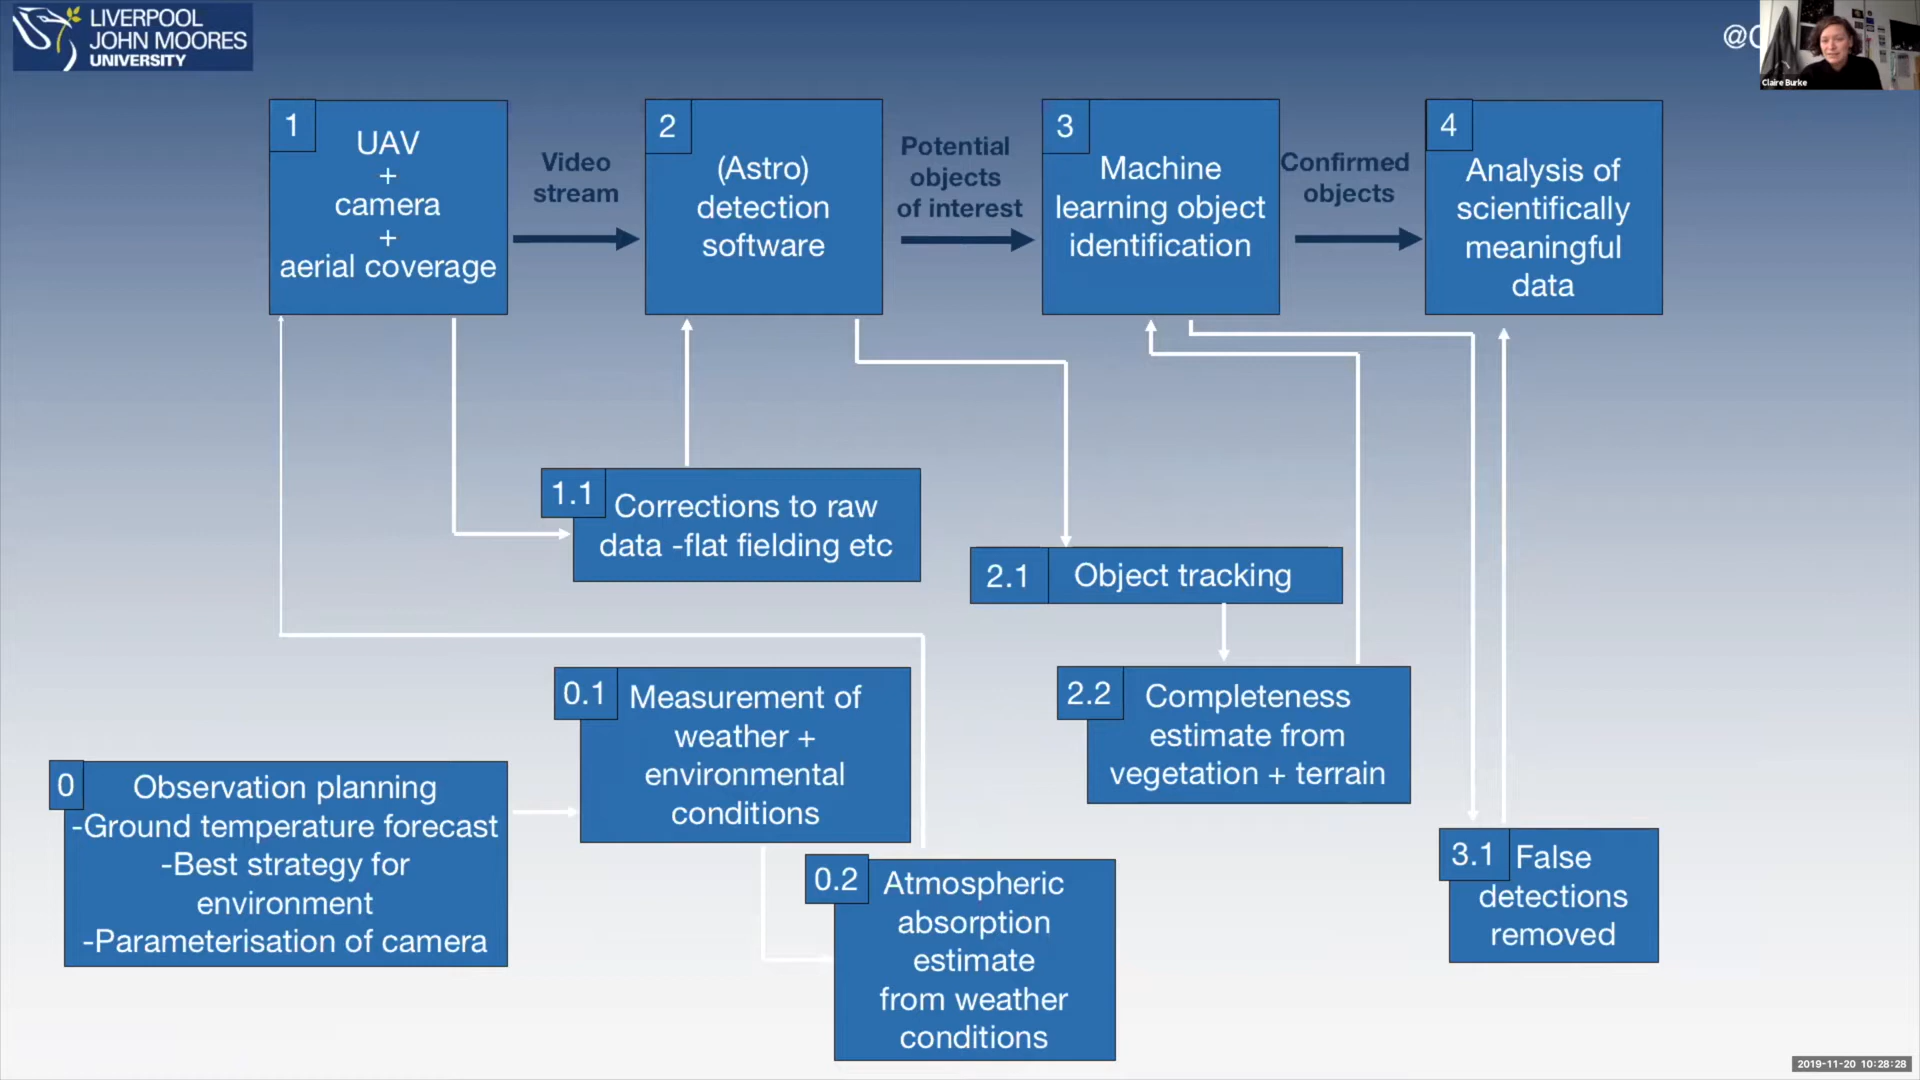 LIVERPOOL
JOHN MOORES
UNIVERSITY
Claire Burke
1
UAV
+
camera
+
aerial coverage
Video
stream
2
(Astro)
detection
software
Potential
objects
of interest
3
Machine
learning object
identification
Confirmed
objects
4
Analysis of
scientifically
meaningful
data
1.1
Corrections to raw
data -flat fielding etc
2.1
Object tracking
0.1
Measurement of
weather +
environmental
conditions
2.2
Completeness
estimate from
vegetation + terrain
0
Observation planning
-Ground temperature forecast
-Best strategy for
environment
-Parameterisation of camera
0.2
Atmospheric
absorption
estimate
from weather
conditions
3.1
False
detections
removed
2019-11-20 10:28:28